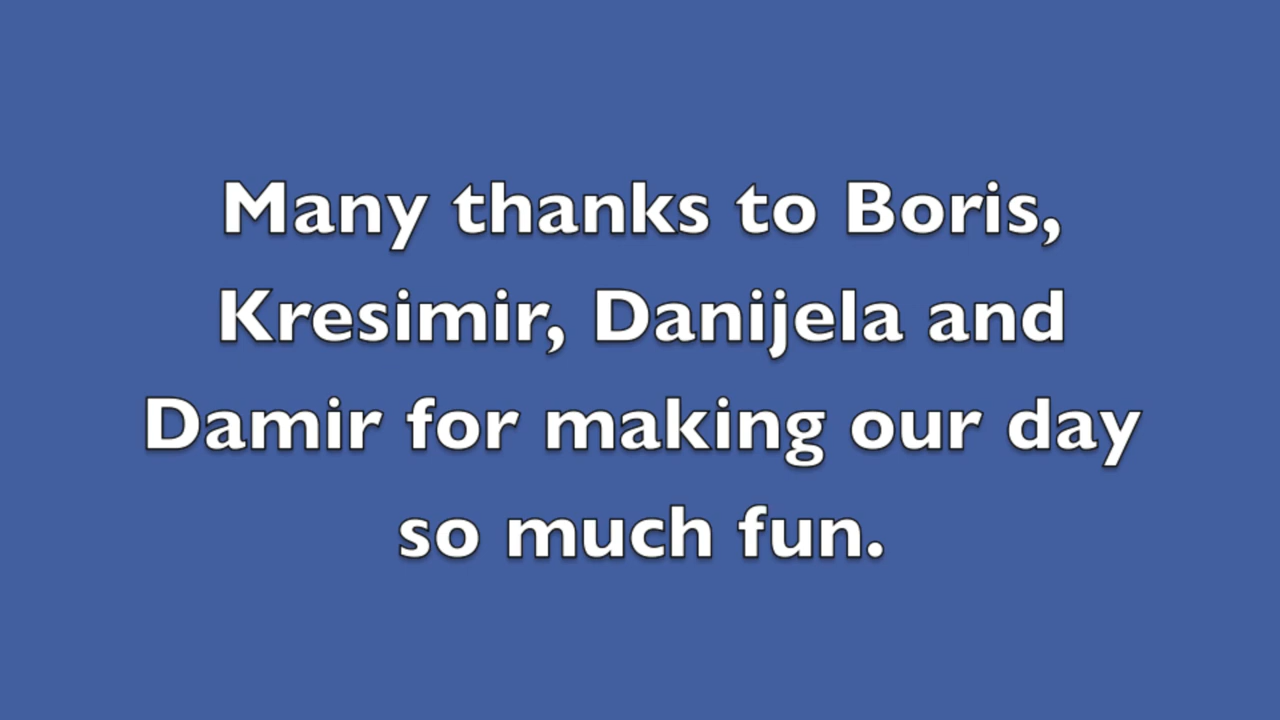 Many thanks to Boris,
Kresimir, Danijela and
Damir for making our day
so much fun.